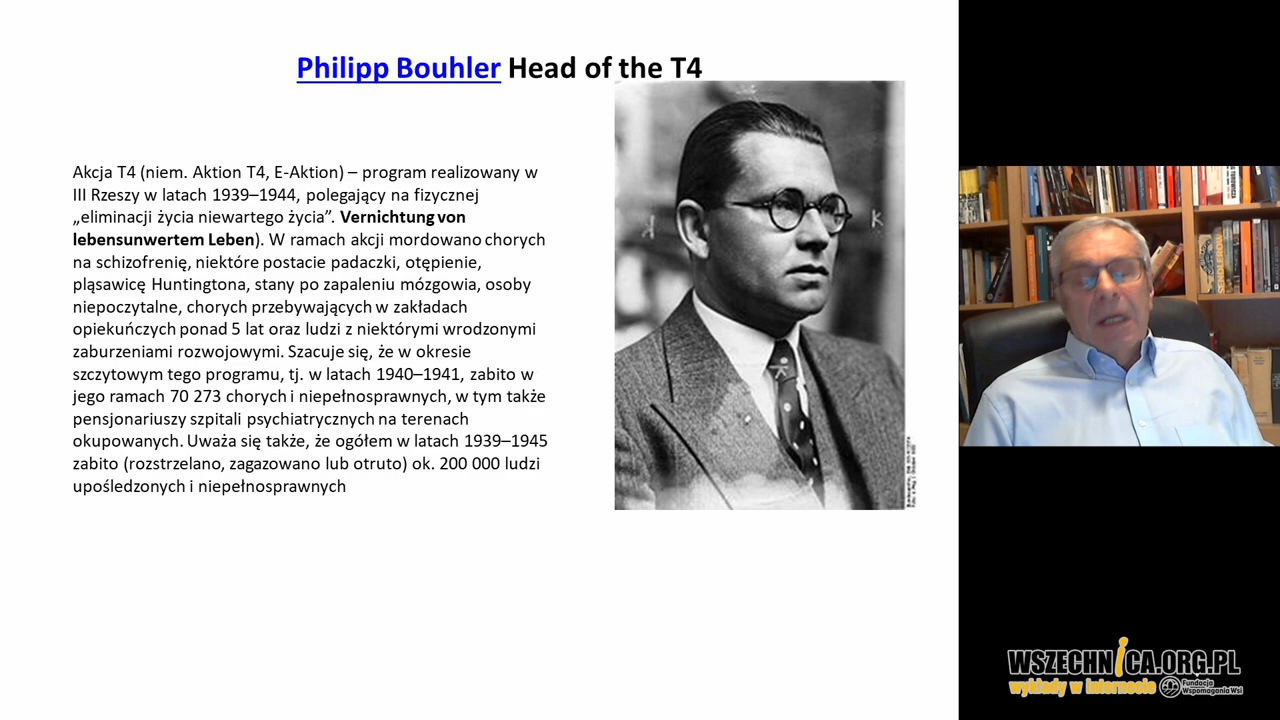 Philipp Bouhler Head of the T4
Akcja T4 (niem. Aktion T4, E-Aktion) – program realizowany w
III Rzeszy w latach 1939–1944, polegający na fizycznej
„eliminacji życia niewartego życia”. Vernichtung von
lebensunwertem Leben). W ramach akcji mordowano chorych
na schizofrenię, niektóre postacie padaczki, otępienie,
pląsawicę Huntingtona, stany po zapaleniu mózgowia, osoby
niepoczytalne, chorych przebywających w zakładach
opiekuńczych ponad 5 lat oraz ludzi z niektórymi wrodzonymi
zaburzeniami rozwojowymi. Szacuje się, że w okresie
szczytowym tego programu, tj. w latach 1940–1941, zabito w
jego ramach 70 273 chorych i niepełnosprawnych, w tym także
pensjonariuszy szpitali psychiatrycznych na terenach
okupowanych. Uważa się także, że ogółem w latach 1939–1945
zabito (rozstrzelano, zagazowano lub otruto) ok. 200 000 ludzi
upośledzonych i niepełnosprawnych
K
K
SENDLEROWA
WSZECHNICA.ORG.PL
wykłady w internecie
Fundacja
Wspomagania Wsi